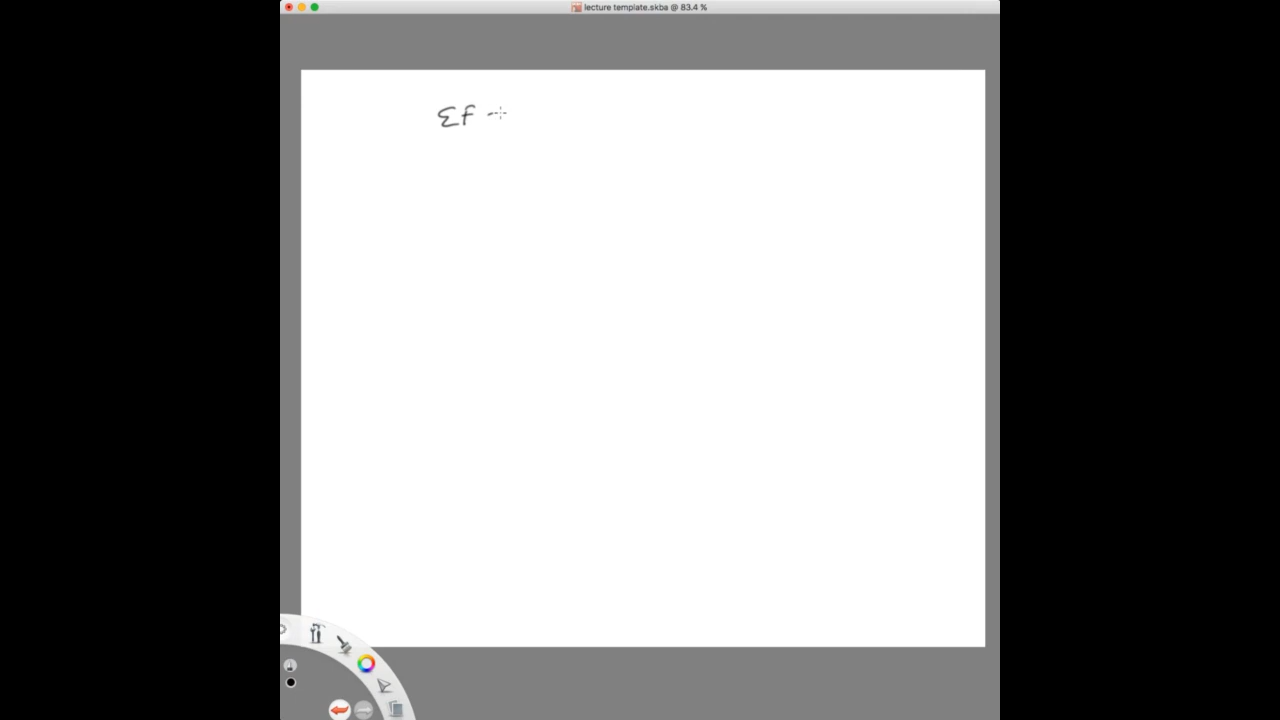 lecture template.skba @ 83.4 %
Σf -